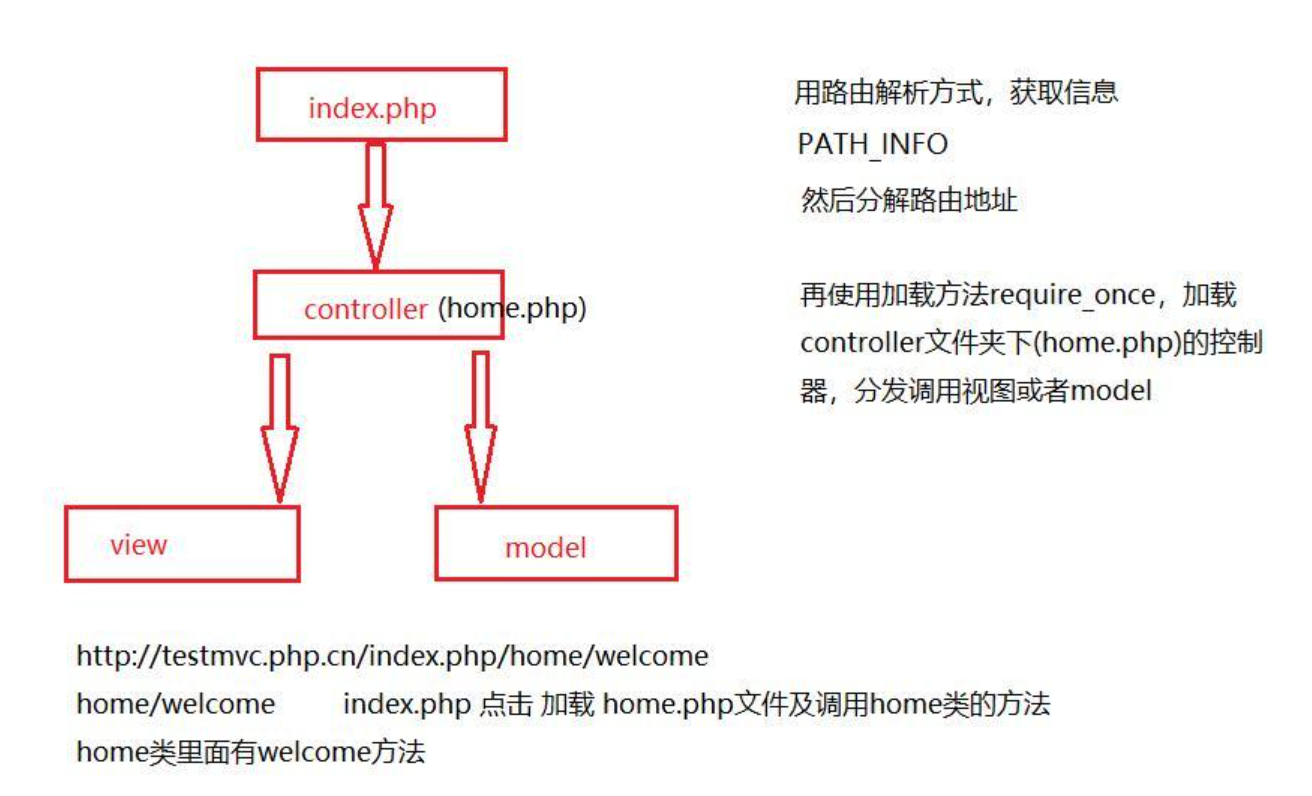 index.php
用路由解析方式，获取信息
PATH_INFO
然后分解路由地址
controller (home.php)
再使用加载方法require_once，加载
controller文件夹下(home.php)的控制
器，分发调用视图或者model
view
model
http://testmvc.php.cn/index.php/home/welcome
home/welcome index.php 点击 加载 home.php文件及调用home类的方法
home类里面有welcome方法